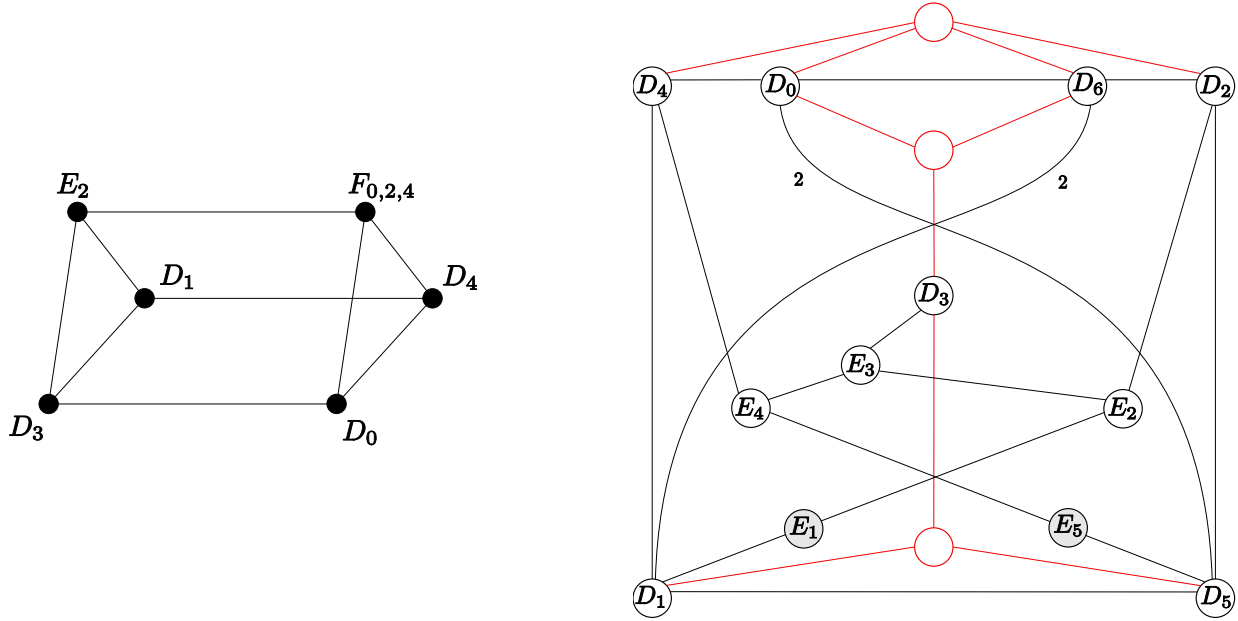 E₂
F₀,₂,₄
D₁
D₄
D₃
D₀
D₄
D₀
D₆
D₂
2
2
D₃
E₃
E₄
E₂
E₁
E₅
D₁
D₅